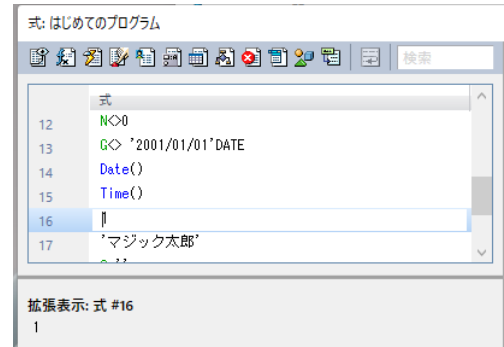 式: はじめてのプログラム
検索
式
12 N<>0
13 G<> '2001/01/01'DATE
14 Date()
15 Time()
16 1
17 'マジック太郎'
拡張表示: 式 #16
1